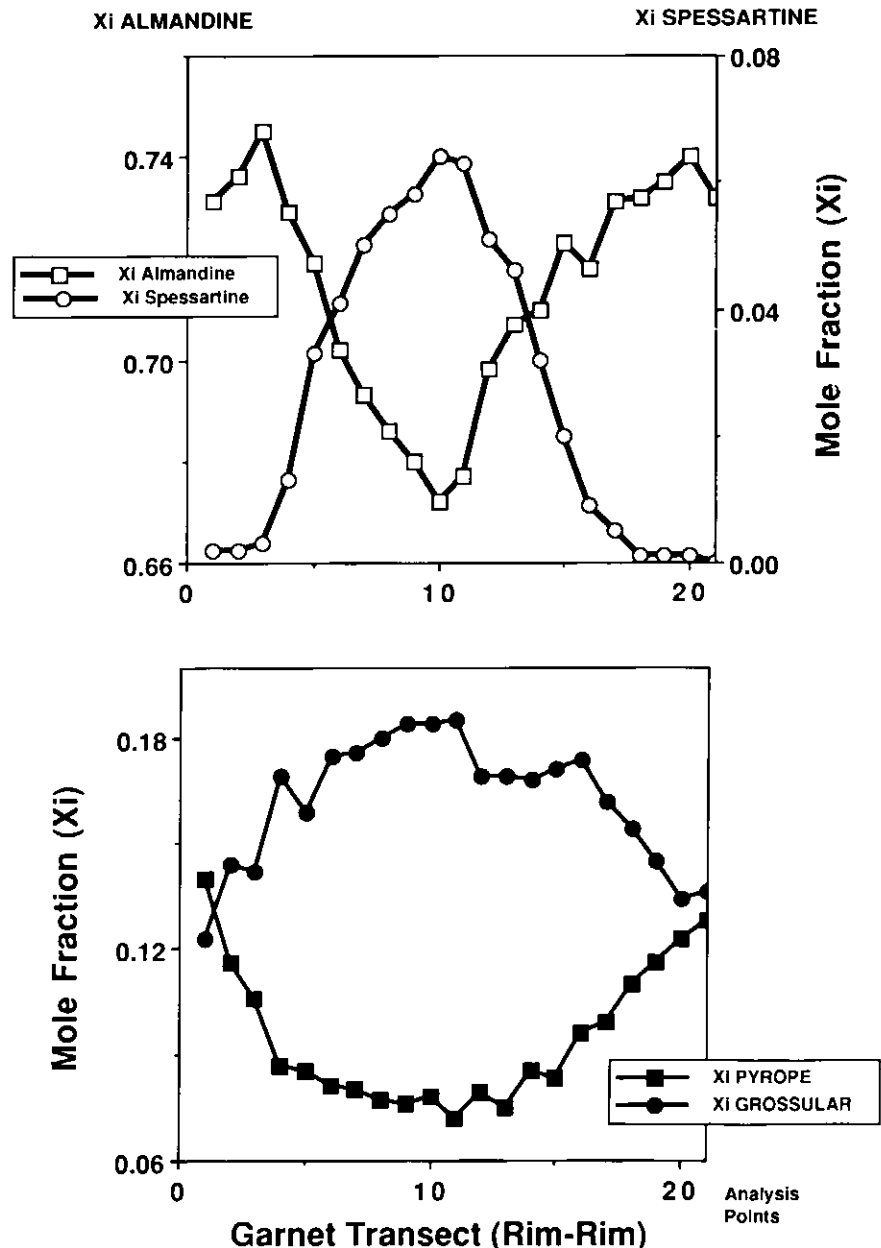 Xi ALMANDINE
Xi SPESSARTINE
0.08
0.74
Xi Almandine
Xi Spessartine
0.04
Mole Fraction (Xi)
0.70
0.66
0.00
0
10
20
0.18
Mole Fraction (Xi)
0.12
XI PYROPE
XI GROSSULAR
0.06
0
10
20
Analysis
Points
Garnet Transect (Rim-Rim)